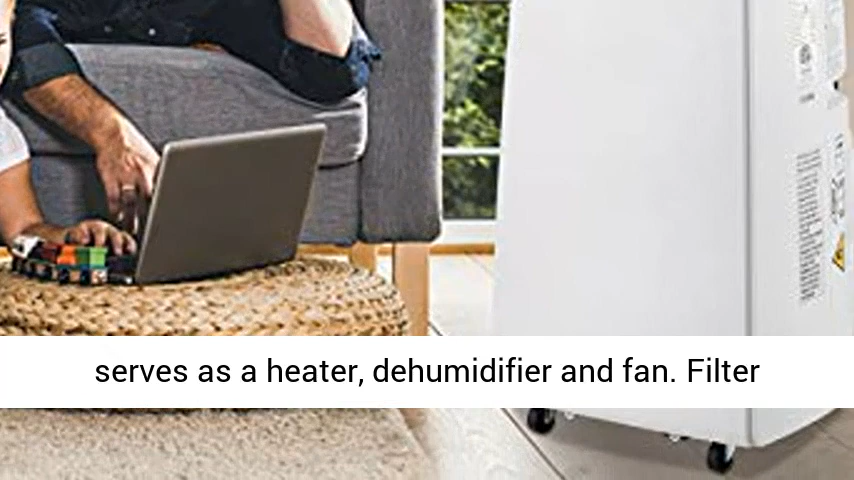 serves as a heater, dehumidifier and fan. Filter